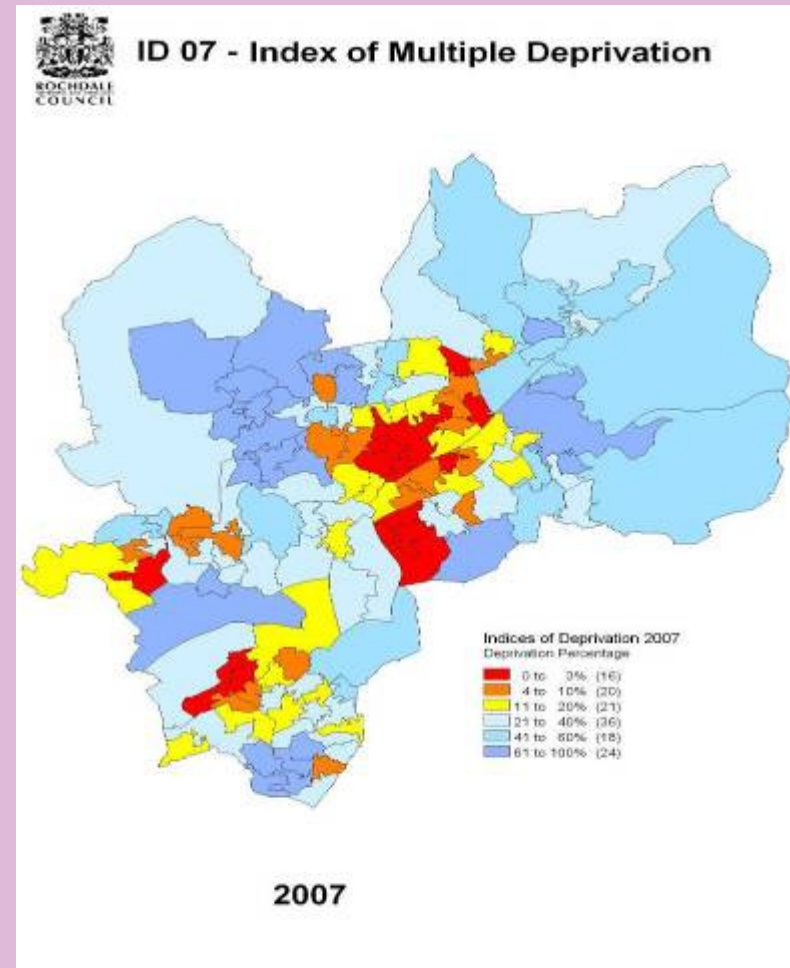 ID 07 - Index of Multiple Deprivation
ROCHDALE
COUNCIL
Indices of Deprivation 2007
Deprivation Percentage
0 to 3% (16)
4 to 10% (20)
11 to 20% (21)
21 to 40% (36)
41 to 60% (18)
61 to 100% (24)
2007